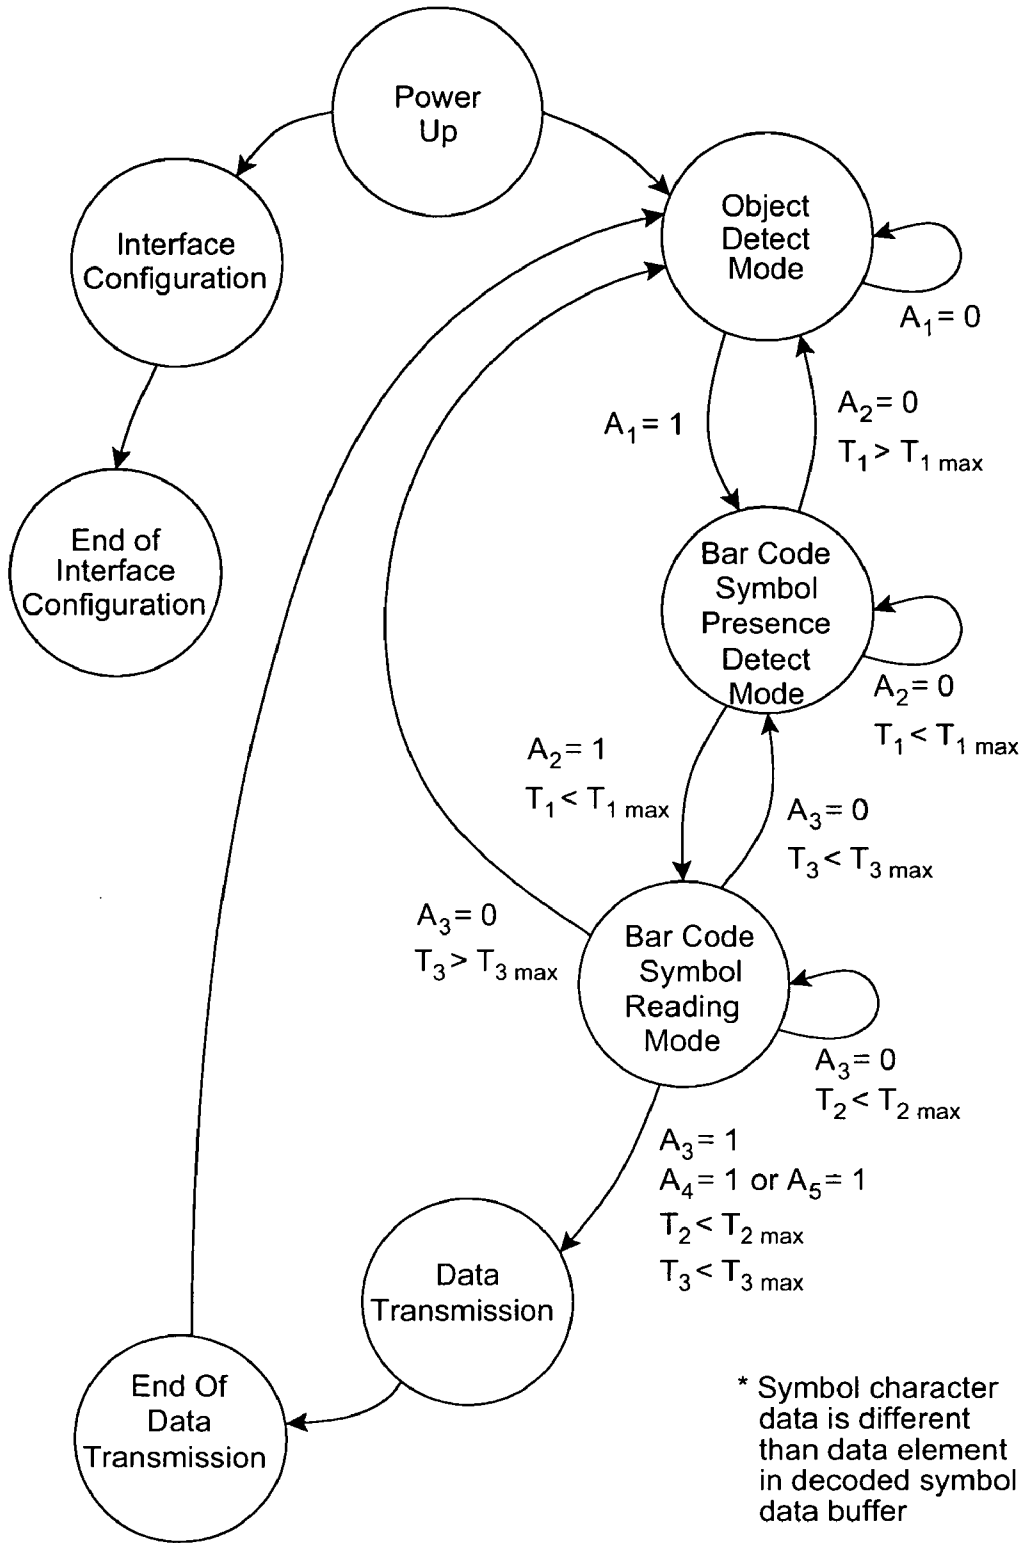 Power
Up
Object
Detect
Mode
Interface
Configuration
A₁ = 0
A₁ = 1
A₂ = 0
T₁ > T₁ max
End of
Interface
Configuration
Bar Code
Symbol
Presence
Detect
Mode
A₂ = 0
T₁ < T₁ max
A₂ = 1
T₁ < T₁ max
A₃ = 0
T₃ < T₃ max
A₃ = 0
T₃ > T₃ max
Bar Code
Symbol
Reading
Mode
A₃ = 0
T₂ < T₂ max
A₃ = 1
A₄ = 1 or A₅ = 1
T₂ < T₂ max
T₃ < T₃ max
Data
Transmission
End Of
Data
Transmission
* Symbol character
data is different
than data element
in decoded symbol
data buffer